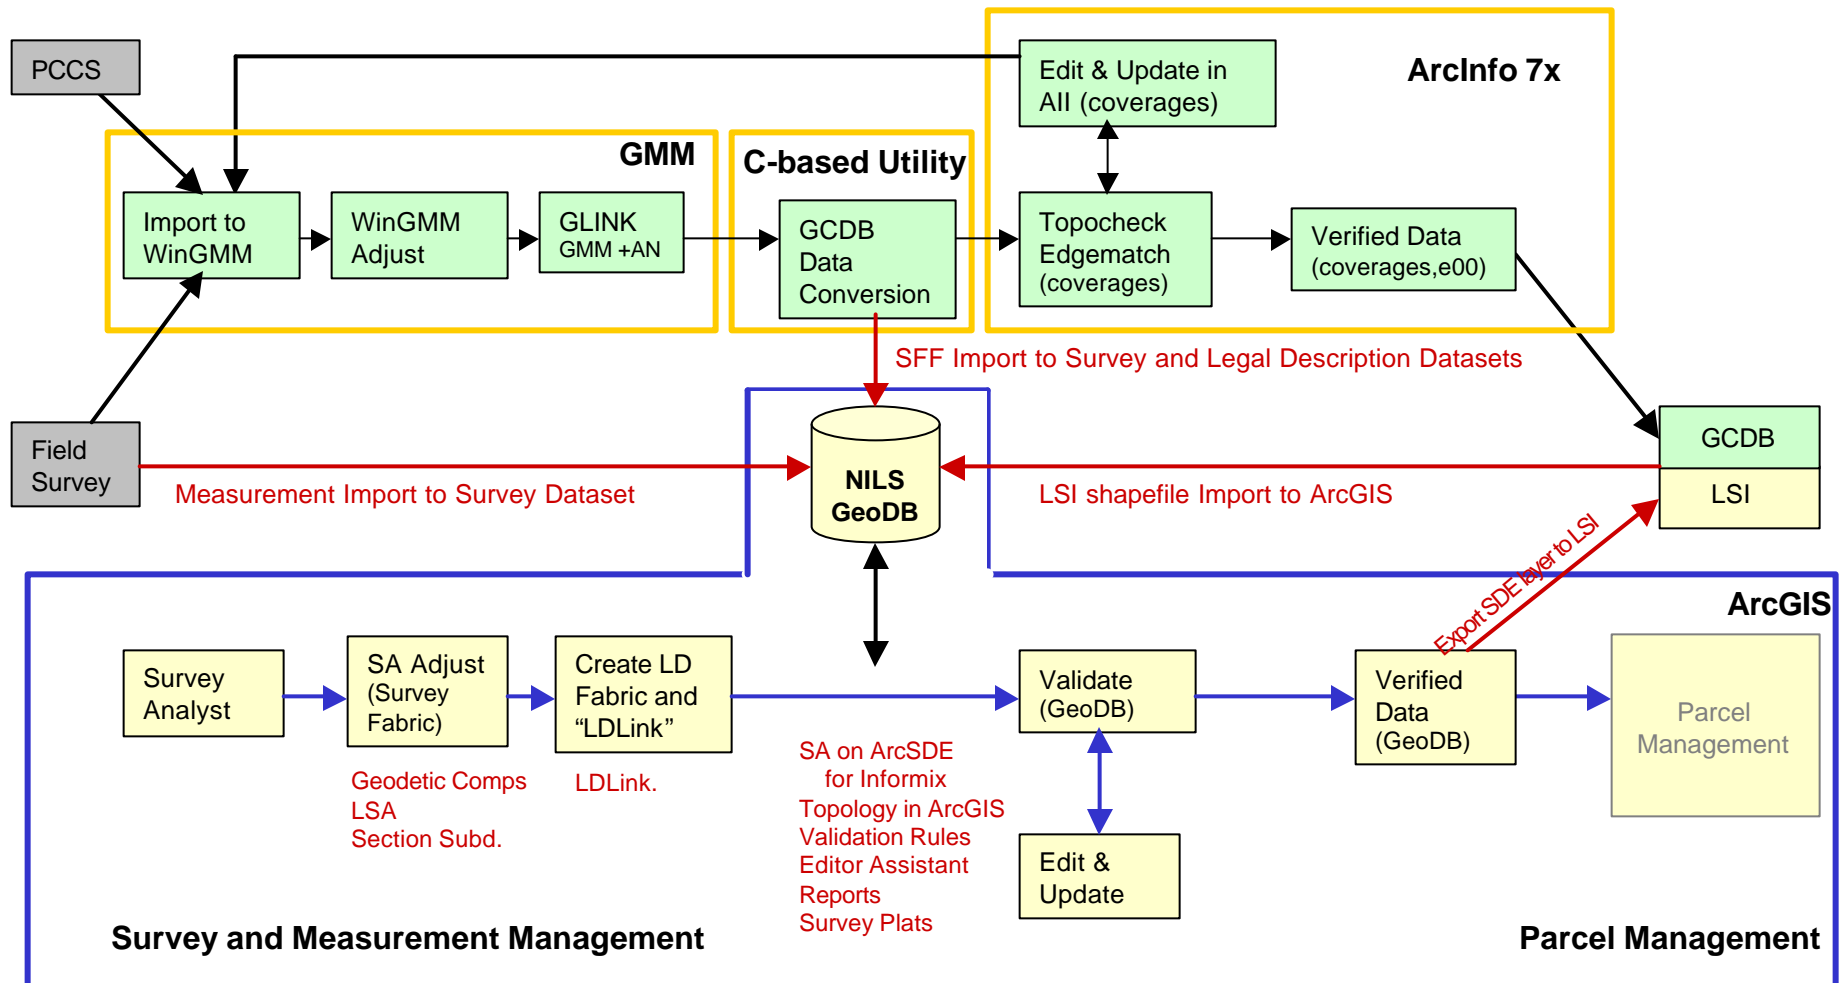 PCCS
Edit & Update in
AII (coverages)
ArcInfo 7x
GMM
C-based Utility
Import to
WinGMM
WinGMM
Adjust
GLINK
GMM +AN
GCDB
Data
Conversion
Topocheck
Edgematch
(coverages)
Verified Data
(coverages,e00)
SFF Import to Survey and Legal Description Datasets
Field
Survey
Measurement Import to Survey Dataset
NILS
GeoDB
LSI shapefile Import to ArcGIS
GCDB
LSI
Export SDE layer to LSI
ArcGIS
Survey
Analyst
SA Adjust
(Survey
Fabric)
Create LD
Fabric and
“LDLink”
Validate
(GeoDB)
Verified
Data
(GeoDB)
Parcel
Management
Geodetic Comps
LSA
Section Subd.
LDLink.
SA on ArcSDE
for Informix
Topology in ArcGIS
Validation Rules
Editor Assistant
Reports
Survey Plats
Edit &
Update
Survey and Measurement Management
Parcel Management